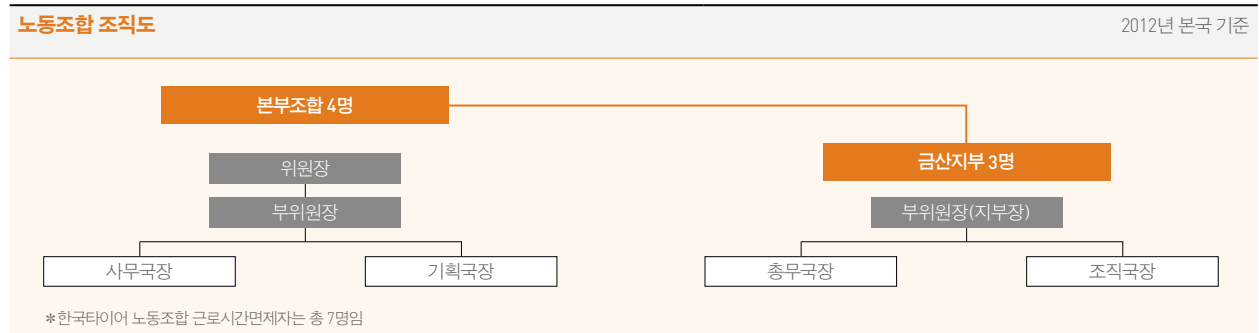 노동조합 조직도
2012년 본국 기준
본부조합 4명
금산지부 3명
위원장
부위원장
부위원장(지부장)
사무국장
기획국장
총무국장
조직국장
*한국타이어 노동조합 근로시간면제자는 총 7명임